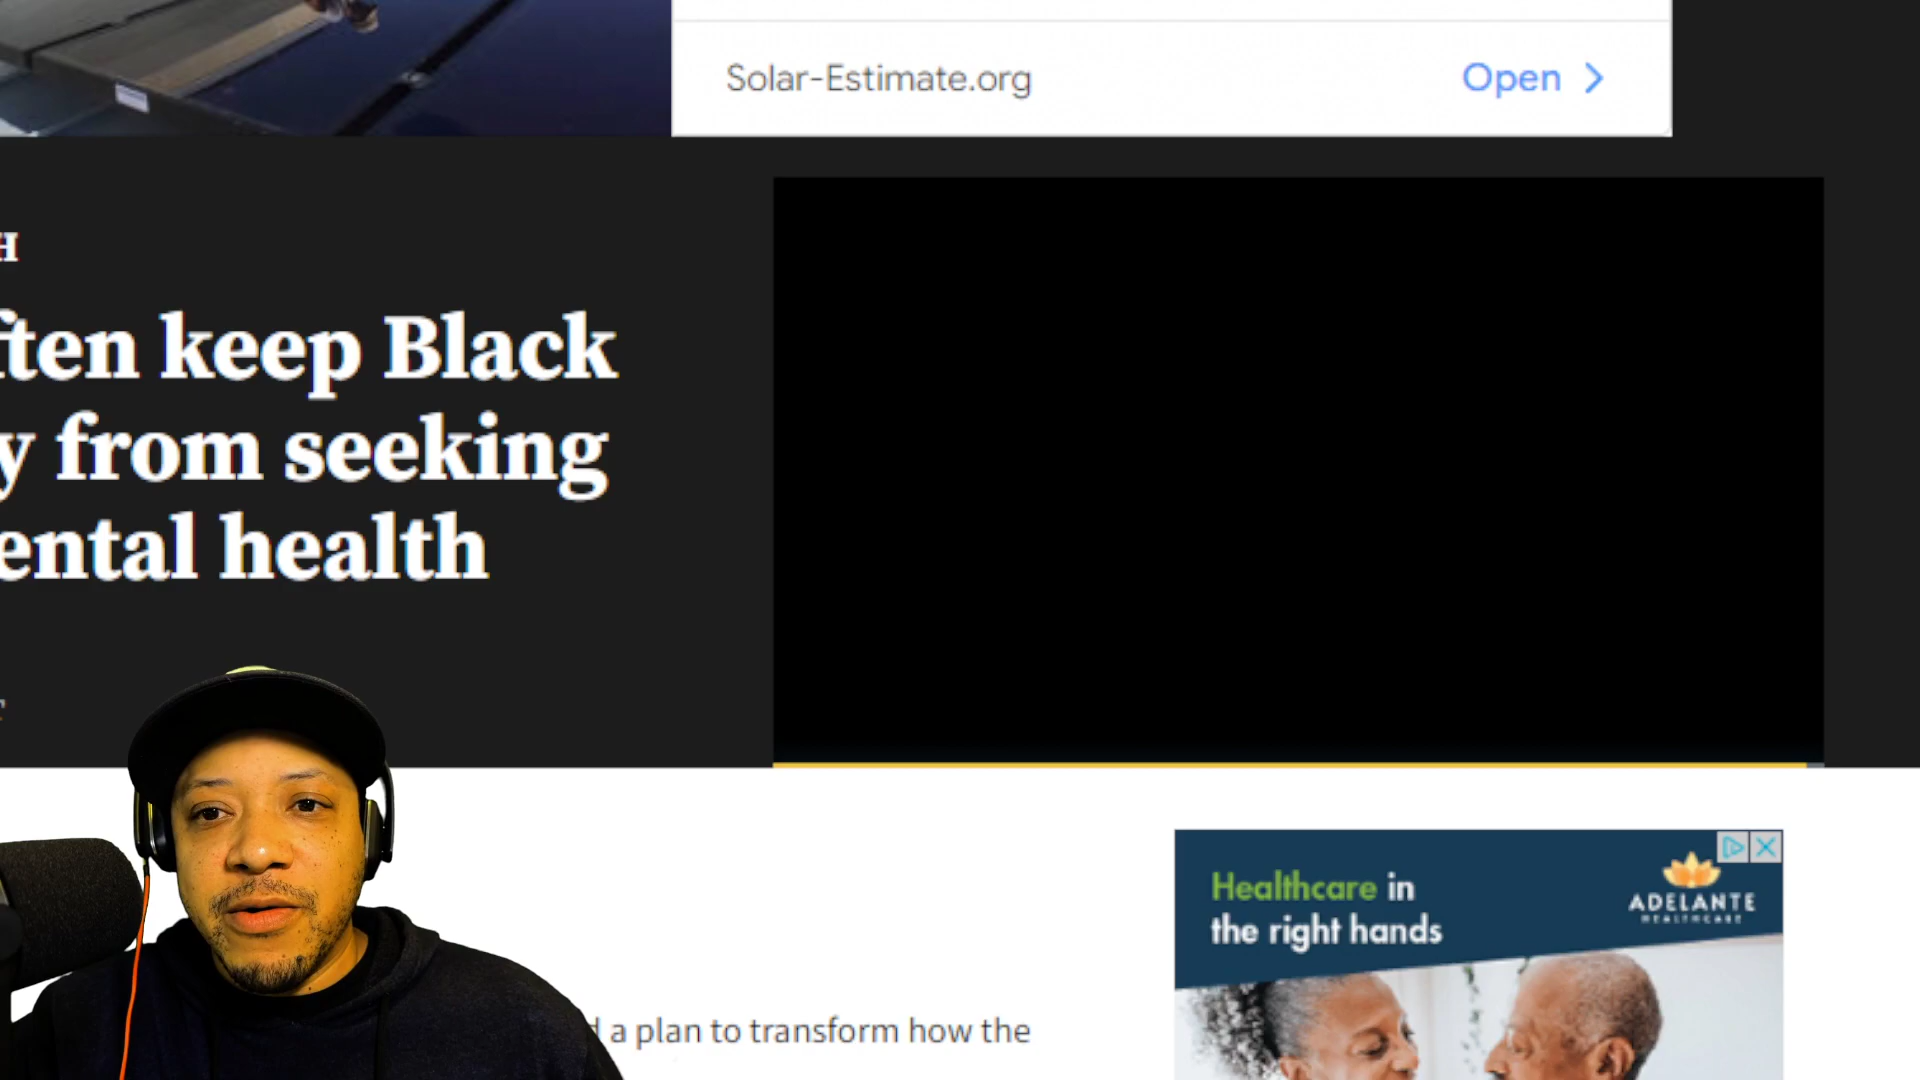 Solar-Estimate.org
Open
H
ften keep Black
y from seeking
ental health
Healthcare in
the right hands
ADELANTE
HEALTHCARE
d a plan to transform how the